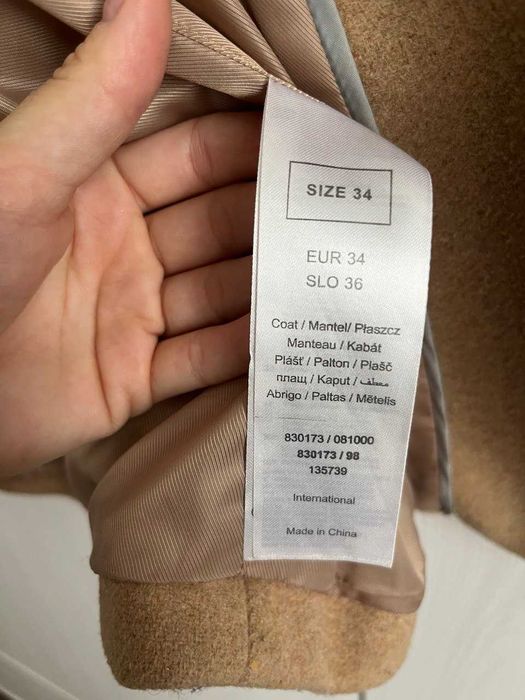 SIZE 34
EUR 34
SLO 36
Coat / Mantel/ Płaszcz
Manteau / Kabát
Plášť / Palton / Plašč
плащ / Kaput / معطف
Abrigo / Paltas / Mētelis
830173 / 081000
830173 / 98
135739
International
Made in China